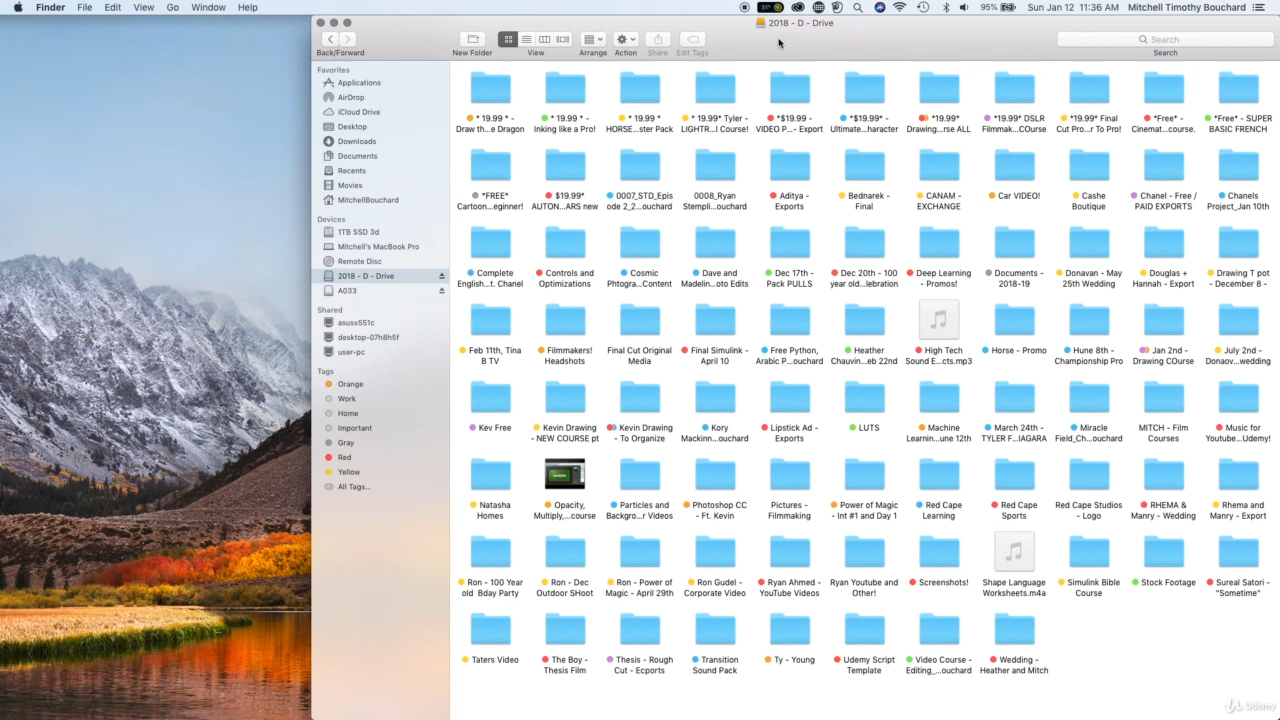 Finder File Edit View Go Window Help 31° 95% Sun Jan 12 11:36 AM Mitchell Timothy Bouchard
2018 - D - Drive
Search
Back/Forward New Folder View Arrange Action Share Edit Tags Search
Favorites
Applications
AirDrop
iCloud Drive
Desktop
Downloads
Documents
Recents
Movies
MitchellBouchard
Devices
1TB SSD 3d
Mitchell's MacBook Pro
Remote Disc
2018 - D - Drive
A033
Shared
asusx551c
desktop-07h8h5f
user-pc
Tags
Orange
Work
Home
Important
Gray
Red
Yellow
All Tags...
* 19.99 * - * 19.99 - * 19.99 * * 19.99* Tyler - *$19.99 - *$19.99* - *19.99* *19.99* DSLR *19.99* Final *Free* - *Free* - SUPER
Draw th...e Dragon Inking like a Pro! HORSE...ster Pack LIGHTR...l Course! VIDEO P...- Export Ultimate...haracter Drawing...rse ALL Filmmak...COurse Cut Pro...r To Pro! Cinemat...course. BASIC FRENCH
*FREE* $19.99* 0007_STD_Epis 0008_Ryan Aditya - Bednarek - CANAM - Car VIDEO! Cashe Chanel - Free / Chanels
Cartoon...eginner! AUTON...ARS new ode 2_2...ouchard Stempli...ouchard Exports Final EXCHANGE Boutique PAID EXPORTS Project_Jan 10th
Complete Controls and Cosmic Dave and Dec 17th - Dec 20th - 100 Deep Learning Documents - Donavan - May Douglas + Drawing T pot
English...t. Chanel Optimizations Phtogra...Content Madelin...oto Edits Pack PULLS year old...lebration - Promos! 2018-19 25th Wedding Hannah - Export - December 8 -
Feb 11th, Tina Filmmakers! Final Cut Original Final Simulink - Free Python, Heather High Tech Horse - Promo Hune 8th - Jan 2nd - July 2nd -
B TV Headshots Media April 10 Arabic P...ouchard Chauvin...eb 22nd Sound E...cts.mp3 Championship Pro Drawing COurse Donaov...wedding
Kev Free Kevin Drawing Kevin Drawing Kory Lipstick Ad - LUTS Machine March 24th - Miracle MITCH - Film Music for
- NEW COURSE pt - To Organize Mackinn...ouchard Exports Learnin...une 12th TYLER F...IAGARA Field_Ch...ouchard Courses Youtube...Udemy!
Natasha Opacity, Particles and Photoshop CC Pictures - Power of Magic Red Cape Red Cape Red Cape Studios RHEMA & Rhema and
Homes Multiply,...course Backgro...r Videos - Ft. Kevin Filmmaking - Int #1 and Day 1 Learning Sports - Logo Manry - Wedding Manry - Export
Ron - 100 Year Ron - Dec Ron - Power of Ron Gudel - Ryan Ahmed - Ryan Youtube and Screenshots! Shape Language Simulink Bible Stock Footage Sureal Satori -
old Bday Party Outdoor SHoot Magic - April 29th Corporate Video YouTube Videos Other! Worksheets.m4a Course "Sometime"
Taters Video The Boy - Thesis - Rough Transition Ty - Young Udemy Script Video Course - Wedding -
Thesis Film Cut - Ecports Sound Pack Template Editing_...ouchard Heather and Mitch
Udemy